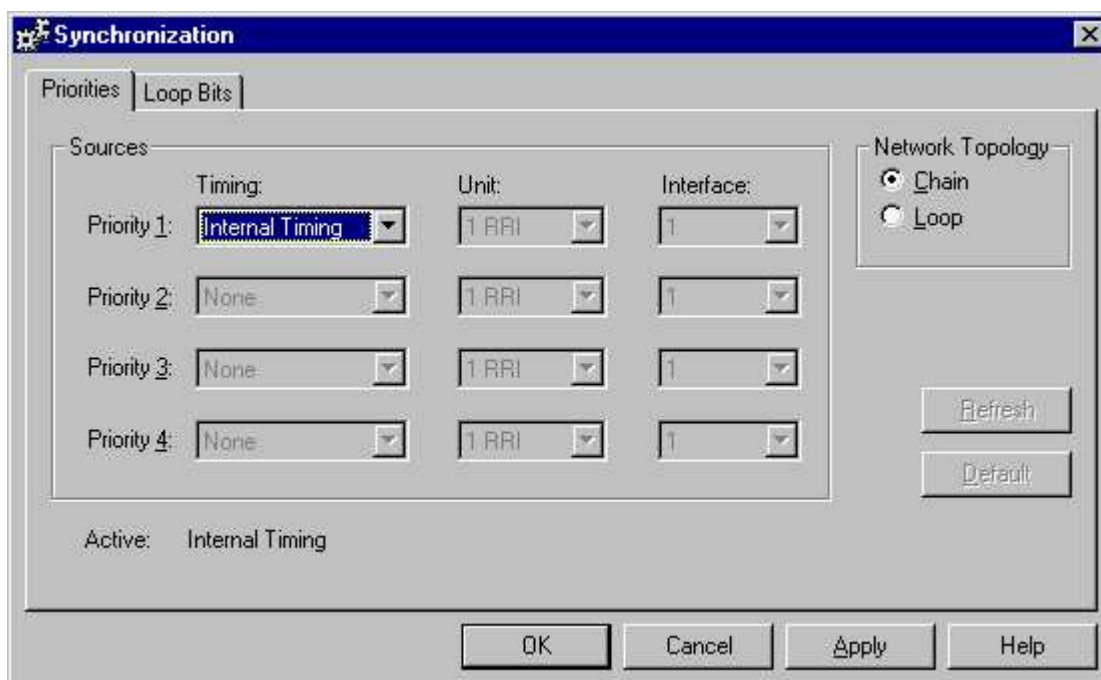 Synchronization
Priorities Loop Bits
Sources
Timing: Unit: Interface:
Priority 1: Internal Timing 1 RRI 1
Priority 2: None 1 RRI 1
Priority 3: None 1 RRI 1
Priority 4: None 1 RRI 1
Active: Internal Timing
Network Topology
Chain
Loop
Refresh
Default
OK Cancel Apply Help